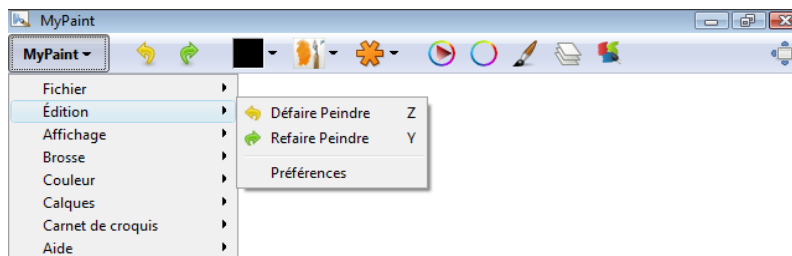 MyPaint
MyPaint
Fichier
Édition
Défaire Peindre Z
Refaire Peindre Y
Préférences
Affichage
Brosse
Couleur
Calques
Carnet de croquis
Aide